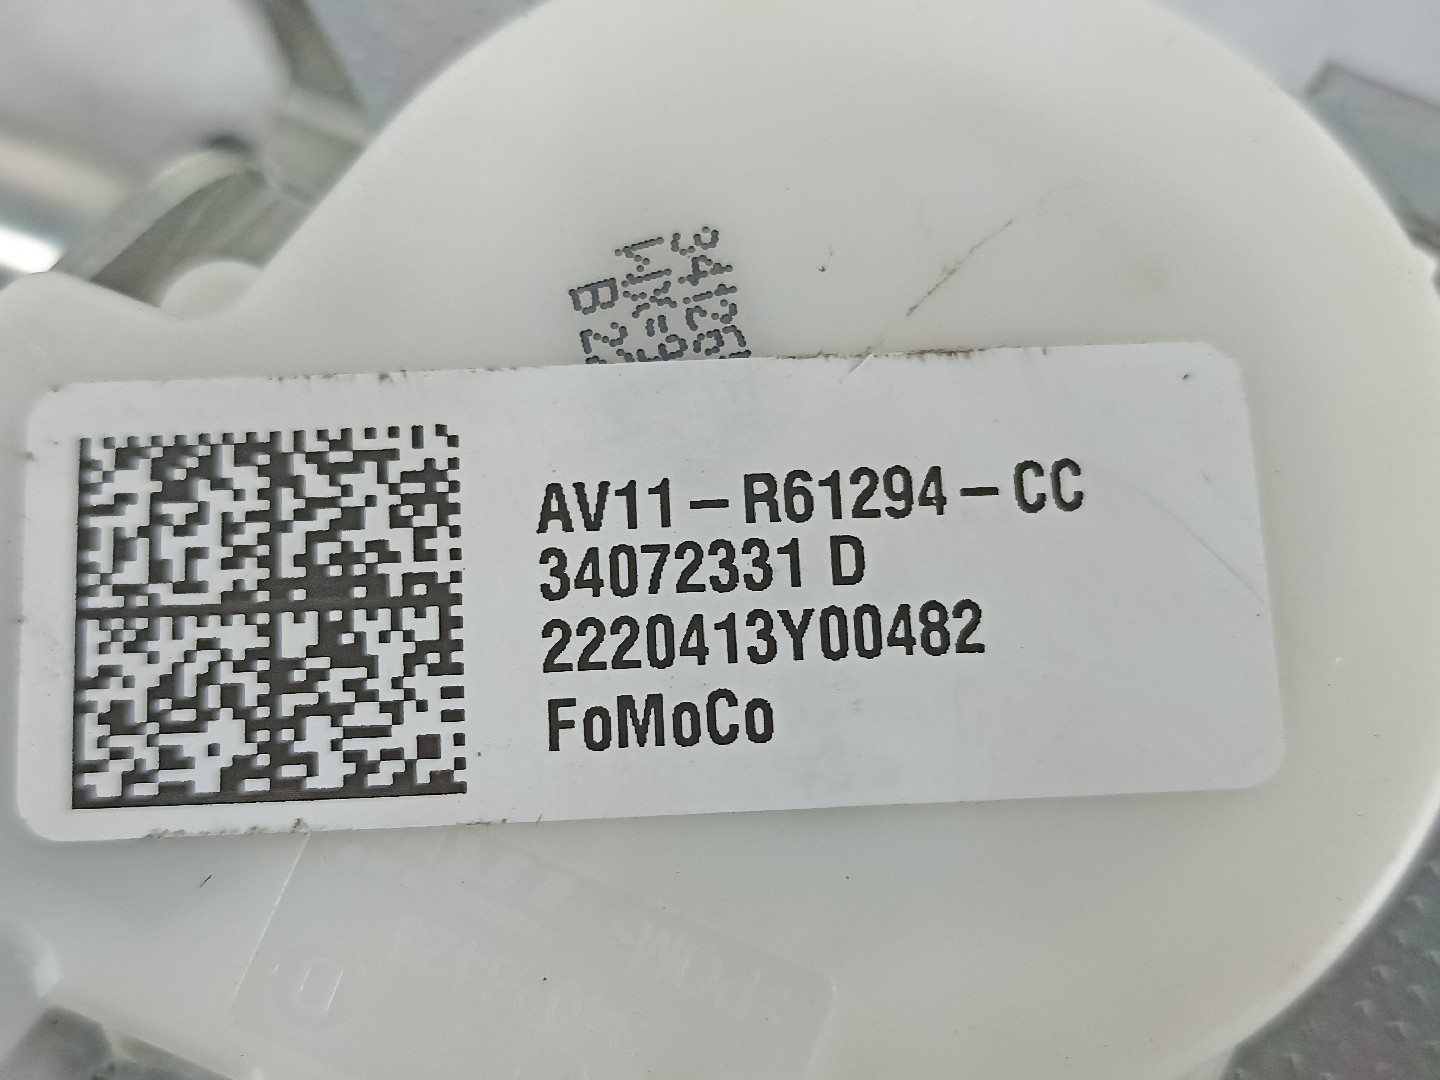 AV11-R61294-CC
34072331 D
2220413Y00482
FoMoCo